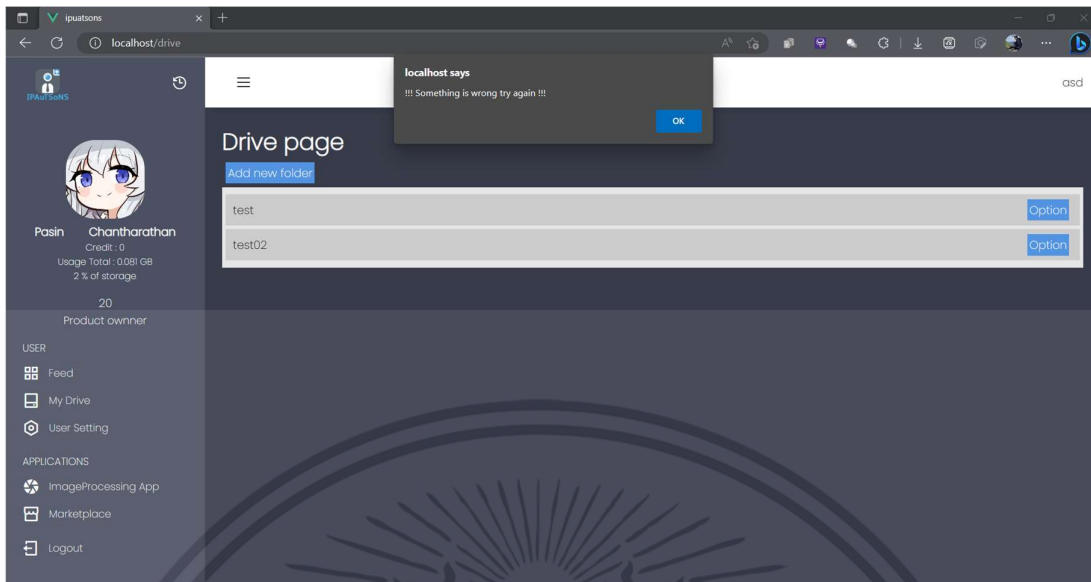 ipuatsons
localhost/drive
IPAuTSoNS
asd
localhost says
!!! Something is wrong try again !!!
OK
Drive page
Add new folder
test
Option
test02
Option
Pasin Chantharathan
Credit : 0
Usage Total : 0.081 GB
2 % of storage
20
Product ownner
USER
Feed
My Drive
User Setting
APPLICATIONS
ImageProcessing App
Marketplace
Logout